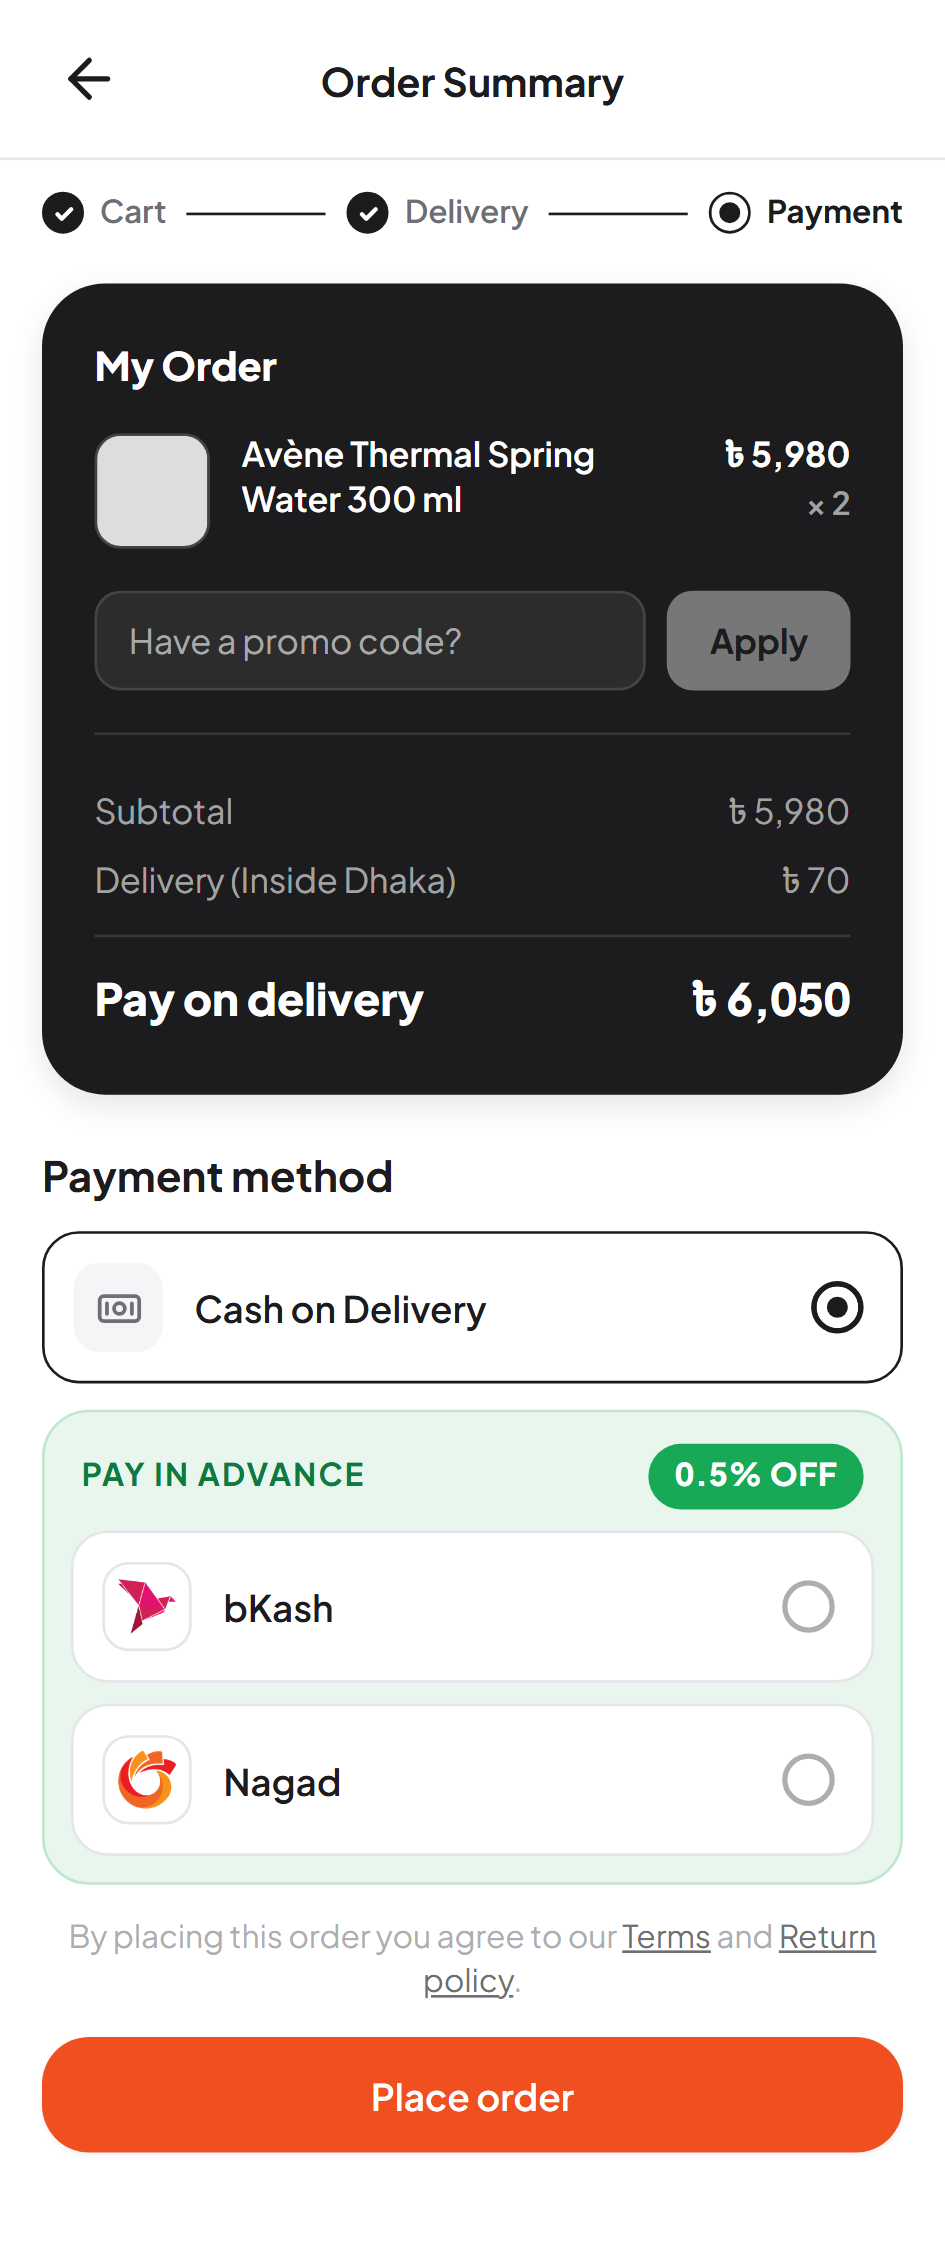 Order Summary
Cart Delivery Payment
My Order
Avène Thermal Spring ৳ 5,980
Water 300 ml × 2
Have a promo code? Apply
Subtotal ৳ 5,980
Delivery (Inside Dhaka) ৳ 70
Pay on delivery ৳ 6,050
Payment method
Cash on Delivery
PAY IN ADVANCE 0.5% OFF
bKash
Nagad
By placing this order you agree to our Terms and Return
policy.
Place order